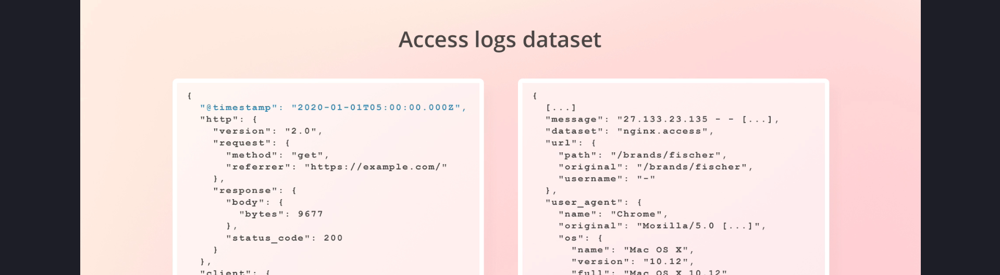 Access logs dataset
{
  "@timestamp": "2020-01-01T05:00:00.000Z",
  "http": {
    "version": "2.0",
    "request": {
      "method": "get",
      "referrer": "https://example.com/"
    },
    "response": {
      "body": {
        "bytes": 9677
      },
      "status_code": 200
    }
  },
  "client": {
{
  [...]
  "message": "27.133.23.135 - - [...],
  "dataset": "nginx.access",
  "url": {
    "path": "/brands/fischer",
    "original": "/brands/fischer",
    "username": "-"
  },
  "user_agent": {
    "name": "Chrome",
    "original": "Mozilla/5.0 [...]",
    "os": {
      "name": "Mac OS X",
      "version": "10.12",
      "full": "Mac OS X 10.12"